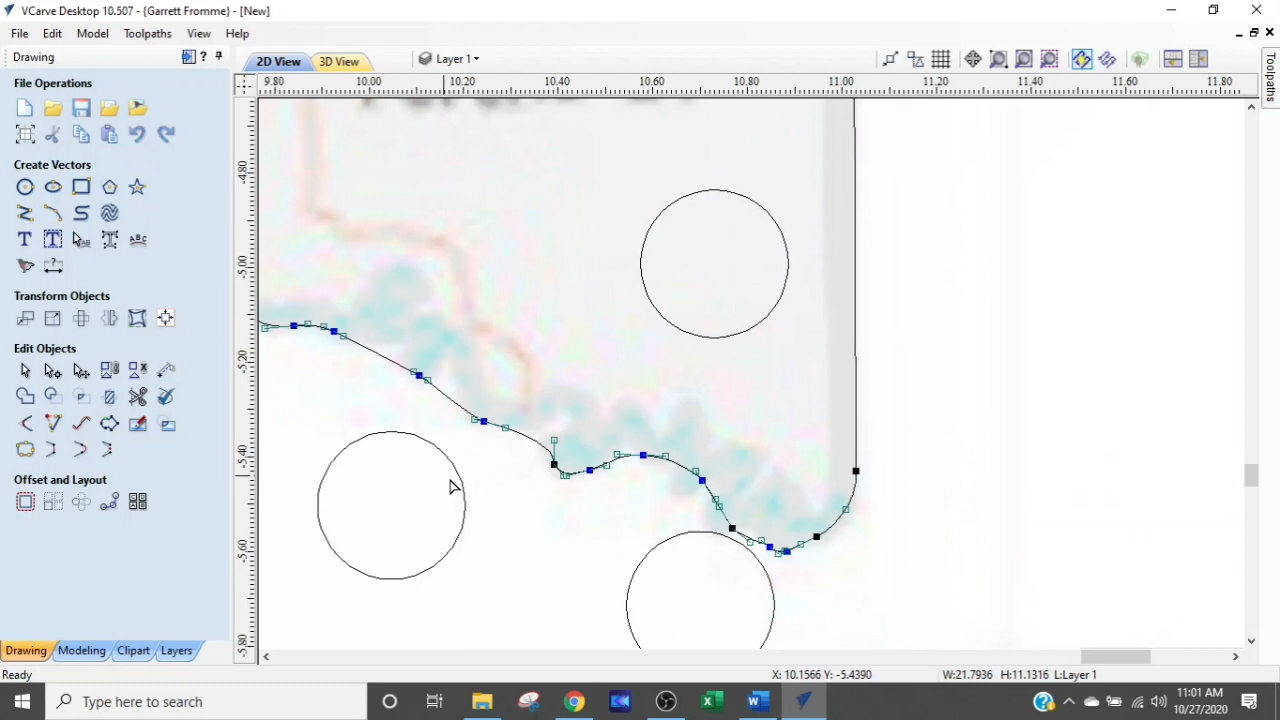 VCarve Desktop 10.507 - {Garrett Fromme} - [New]
File Edit Model Toolpaths View Help
Drawing
2D View 3D View Layer 1
9.80 10.00 10.20 10.40 10.60 10.80 11.00 11.20 11.40 11.60 11.80
File Operations
Create Vectors
Transform Objects
Edit Objects
Offset and Layout
-4.80
-5.00
-5.20
-5.40
-5.60
-5.80
Toolpaths
Drawing Modeling Clipart Layers
Ready X: 10.1566 Y: -5.4390 W:21.7936 H:11.1316 L:Layer 1
Type here to search
11:01 AM
10/27/2020